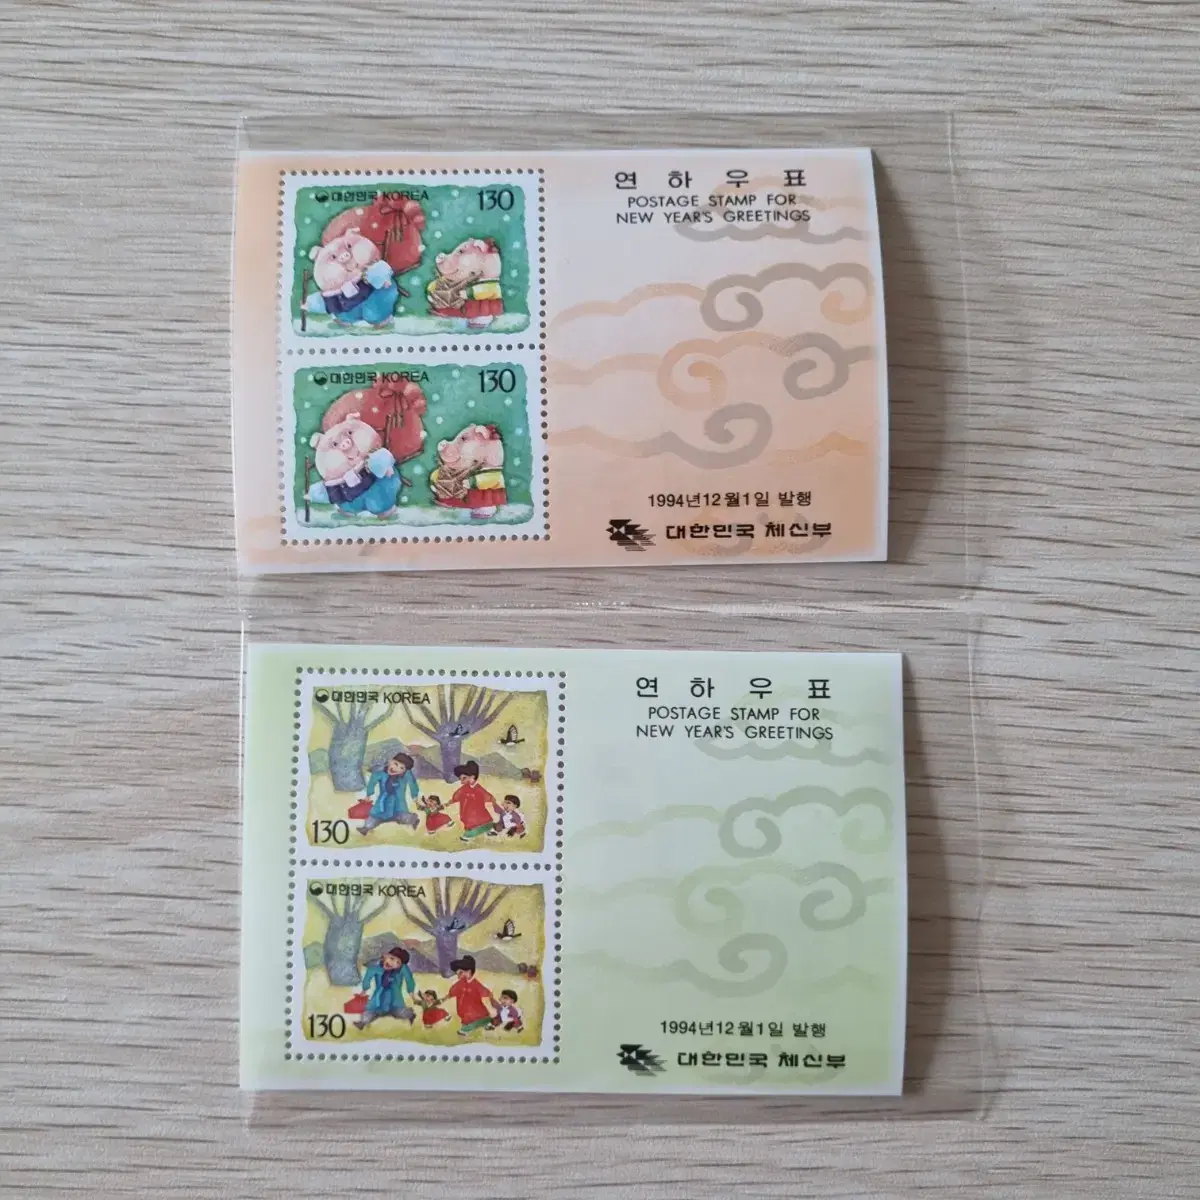 연하우표
POSTAGE STAMP FOR
NEW YEAR'S GREETINGS
대한민국 KOREA 130
대한민국 KOREA 130
1994년12월1일 발행
대한민국 체신부
연하우표
POSTAGE STAMP FOR
NEW YEAR'S GREETINGS
대한민국 KOREA
130
대한민국 KOREA
130
1994년12월1일 발행
대한민국 체신부